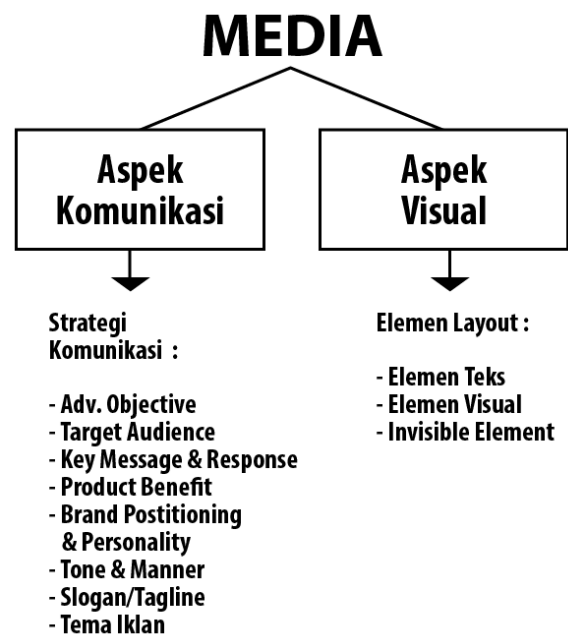 MEDIA
Aspek
Komunikasi
Aspek
Visual
Strategi
Komunikasi :
- Adv. Objective
- Target Audience
- Key Message & Response
- Product Benefit
- Brand Postitioning
& Personality
- Tone & Manner
- Slogan/Tagline
- Tema Iklan
Elemen Layout :
- Elemen Teks
- Elemen Visual
- Invisible Element